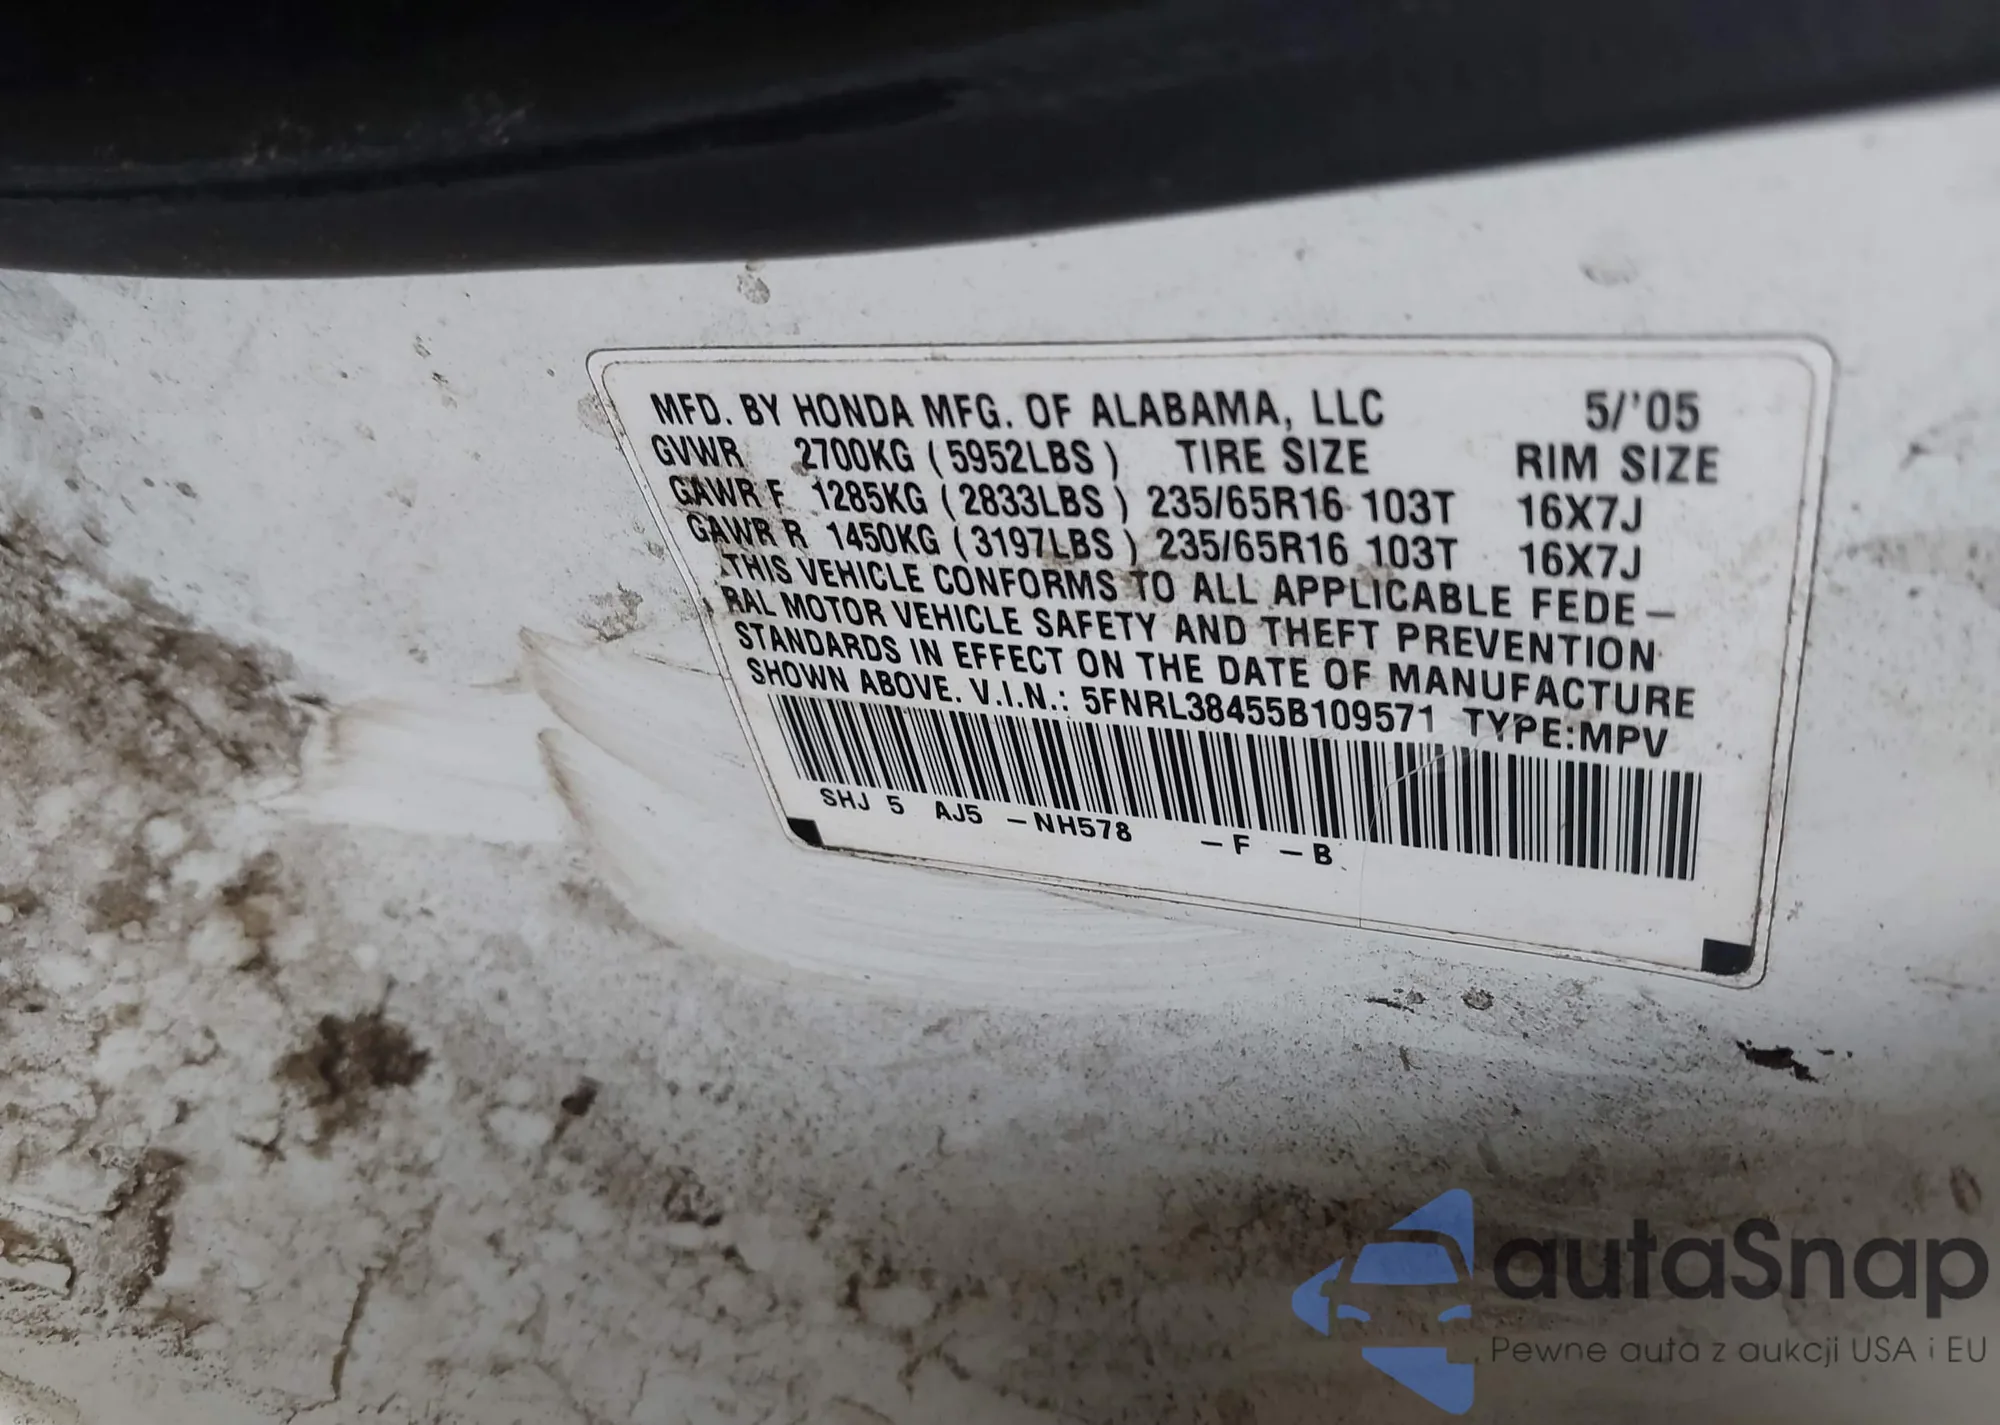 MFD. BY HONDA MFG. OF ALABAMA, LLC 5/'05
GVWR 2700KG (5952LBS) TIRE SIZE RIM SIZE
GAWR F 1285KG (2833LBS) 235/65R16 103T 16X7J
GAWR R 1450KG (3197LBS) 235/65R16 103T 16X7J
THIS VEHICLE CONFORMS TO ALL APPLICABLE FEDE-
RAL MOTOR VEHICLE SAFETY AND THEFT PREVENTION
STANDARDS IN EFFECT ON THE DATE OF MANUFACTURE
SHOWN ABOVE. V.I.N.: 5FNRL38455B109571 TYPE:MPV
SHJ 5 AJ5 -NH578 -F -B
autaSnap
Pewne auta z aukcji USA i EU